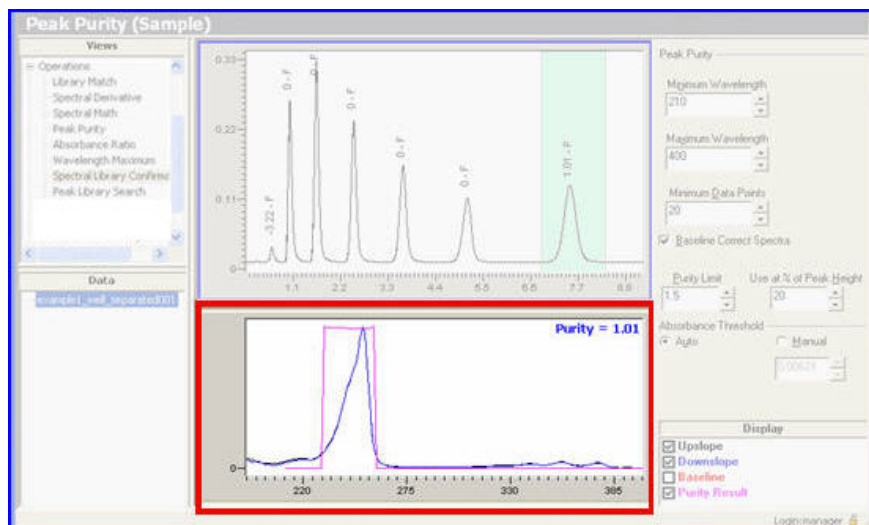 Peak Purity (Sample)
Views
Operations
Library Match
Spectral Derivative
Spectral Math
Peak Purity
Absorbance Ratio
Wavelength Maximum
Spectral Library Confirma
Peak Library Search
Data
example1_well_separated001
0.33
0.22
0.11
0
-3.22 - F
0 - F
0 - F
0 - F
0 - F
0 - F
1.01 - F
1.1 2.2 3.3 4.4 5.5 6.6 7.7 8.8
Purity = 1.01
0
220 275 330 385
Peak Purity
Minimum Wavelength
210
Maximum Wavelength
400
Minimum Data Points
20
Baseline Correct Spectra
Purity Limit Use at % of Peak Height
1.5 20
Absorbance Threshold
Auto Manual
Display
Upslope
Downslope
Baseline
Purity Result
Login:manager